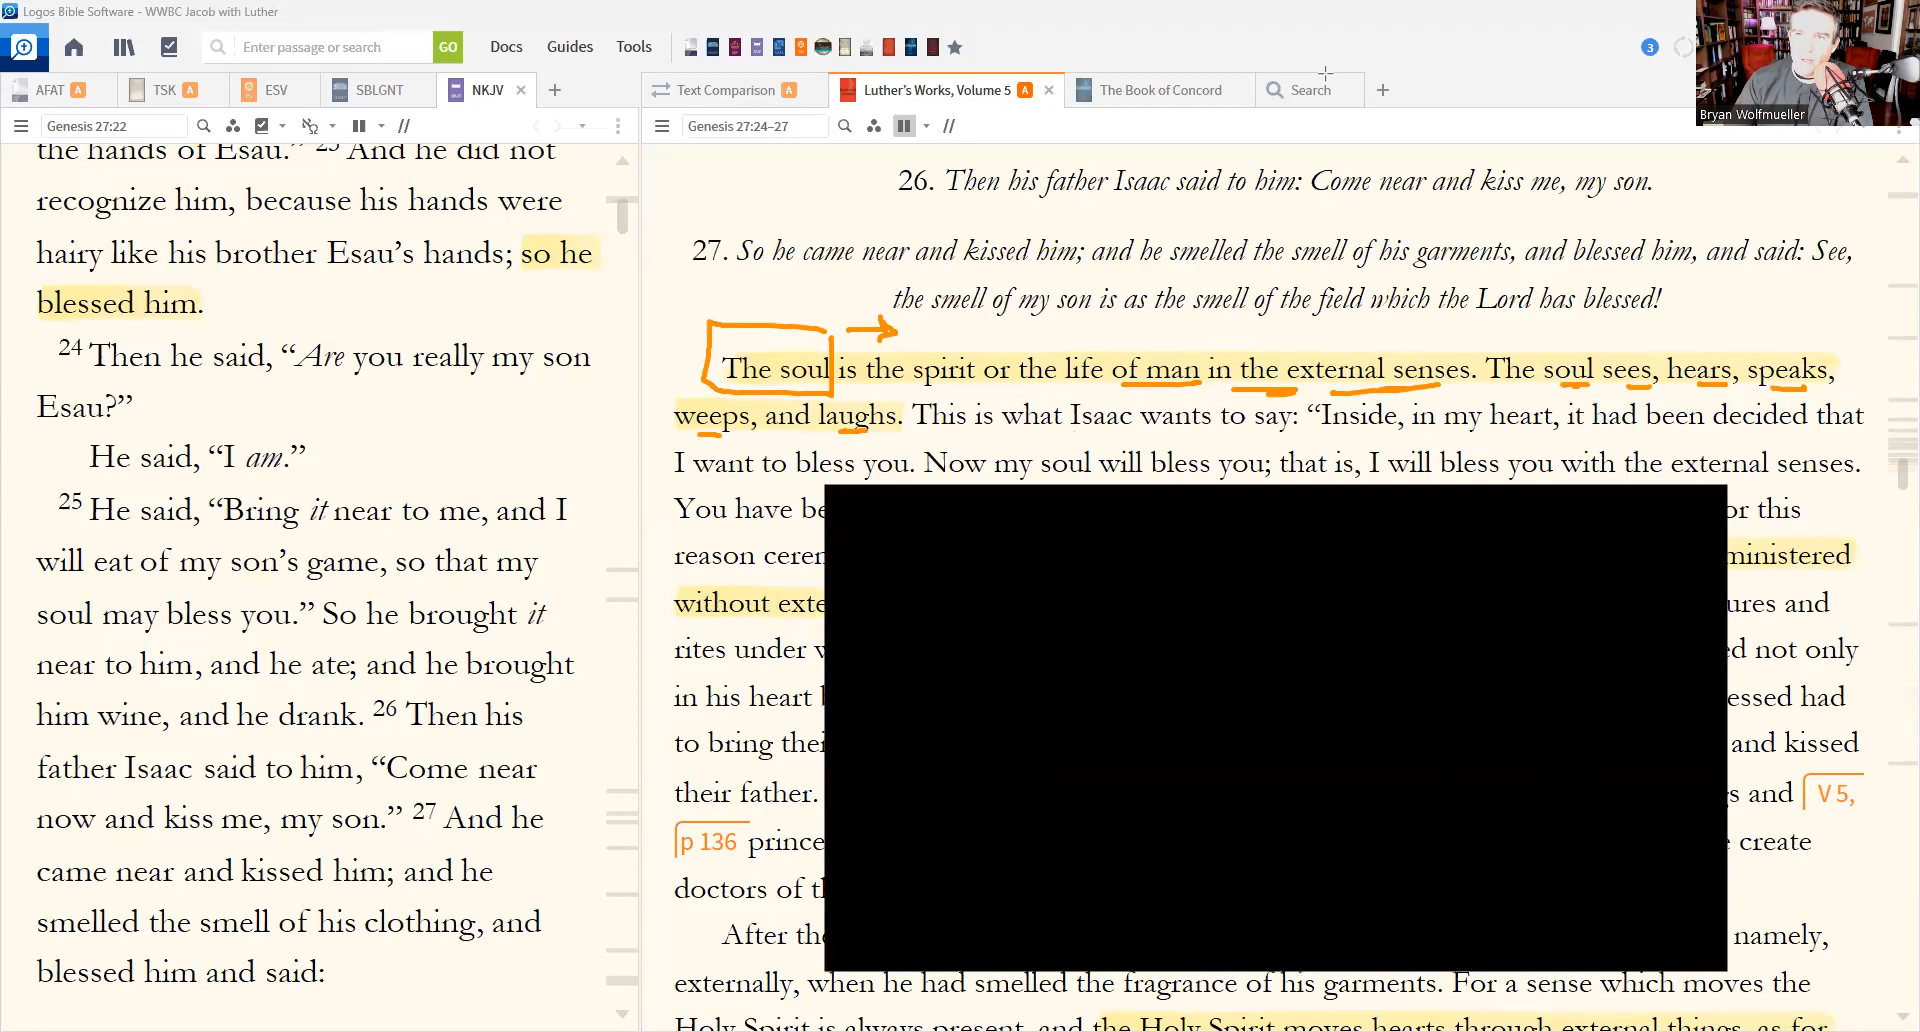 Logos Bible Software - WWBC Jacob with Luther
Enter passage or search
GO
Docs
Guides
Tools
3
Bryan Wolfmueller
AFAT A
TSK A
ESV
SBLGNT
NKJV
Text Comparison A
Luther's Works, Volume 5 A
The Book of Concord
Search
Genesis 27:22
Genesis 27:24–27
the hands of Esau.” 23 And he did not
recognize him, because his hands were
hairy like his brother Esau’s hands; so he
blessed him.
24 Then he said, “Are you really my son
Esau?”
He said, “I am.”
25 He said, “Bring it near to me, and I
will eat of my son’s game, so that my
soul may bless you.” So he brought it
near to him, and he ate; and he brought
him wine, and he drank. 26 Then his
father Isaac said to him, “Come near
now and kiss me, my son.” 27 And he
came near and kissed him; and he
smelled the smell of his clothing, and
blessed him and said:
26. Then his father Isaac said to him: Come near and kiss me, my son.
27. So he came near and kissed him; and he smelled the smell of his garments, and blessed him, and said: See,
the smell of my son is as the smell of the field which the Lord has blessed!
The soul is the spirit or the life of man in the external senses. The soul sees, hears, speaks,
weeps, and laughs. This is what Isaac wants to say: “Inside, in my heart, it had been decided that
I want to bless you. Now my soul will bless you; that is, I will bless you with the external senses.
You have this
reason
without
rites under not only
in his heart had
to bring and kissed
their father. and V 5,
p 136 create
doctors of
After namely,
externally, when he had smelled the fragrance of his garments. For a sense which moves the
Holy Spirit is always present, and the Holy Spirit moves hearts through external things, as for